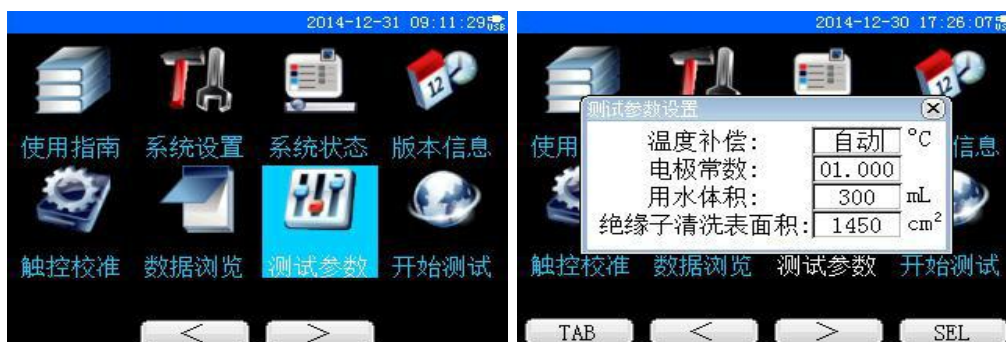 2014-12-31 09:11:29 USB
12
使用指南 系统设置 系统状态 版本信息
触控校准 数据浏览 测试参数 开始测试
< >
2014-12-30 17:26:07
12
测试参数设置
温度补偿: 自动 °C
电极常数: 01.000
用水体积: 300 mL
绝缘子清洗表面积: 1450 cm²
使用 信息
触控校准 数据浏览 测试参数 开始测试
TAB < > SEL